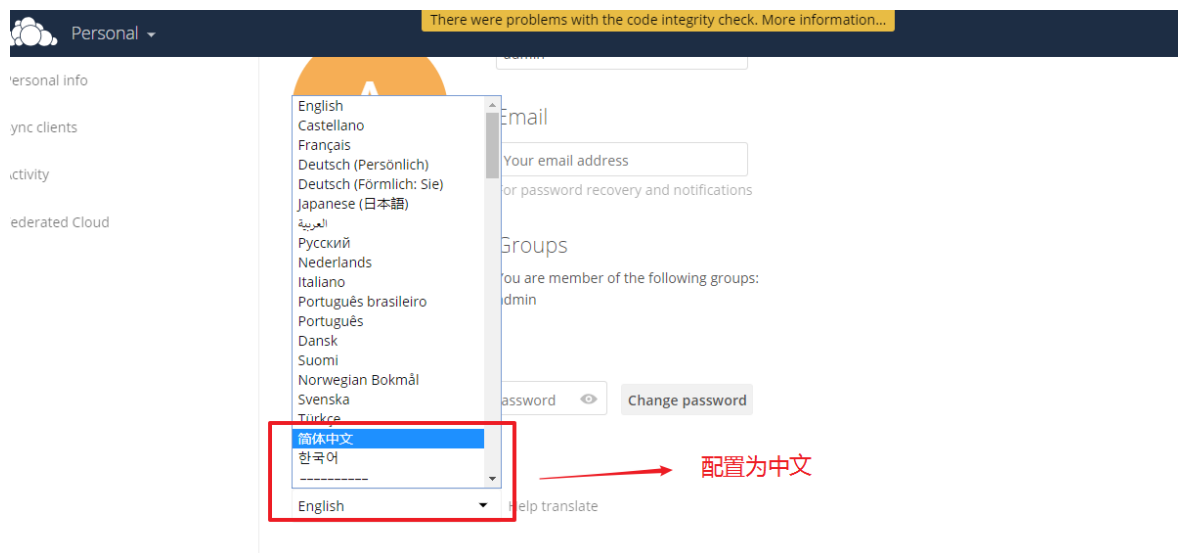 There were problems with the code integrity check. More information...
Personal
Personal info
ync clients
ctivity
ederated Cloud
admin
English
Castellano
Français
Deutsch (Persönlich)
Deutsch (Förmlich: Sie)
Japanese (日本語)
العربية
Русский
Nederlands
Italiano
Português brasileiro
Português
Dansk
Suomi
Norwegian Bokmål
Svenska
Türkçe
简体中文
한국어
----------
English
Email
Your email address
or password recovery and notifications
Groups
You are member of the following groups:
admin
assword
Change password
配置为中文
Help translate